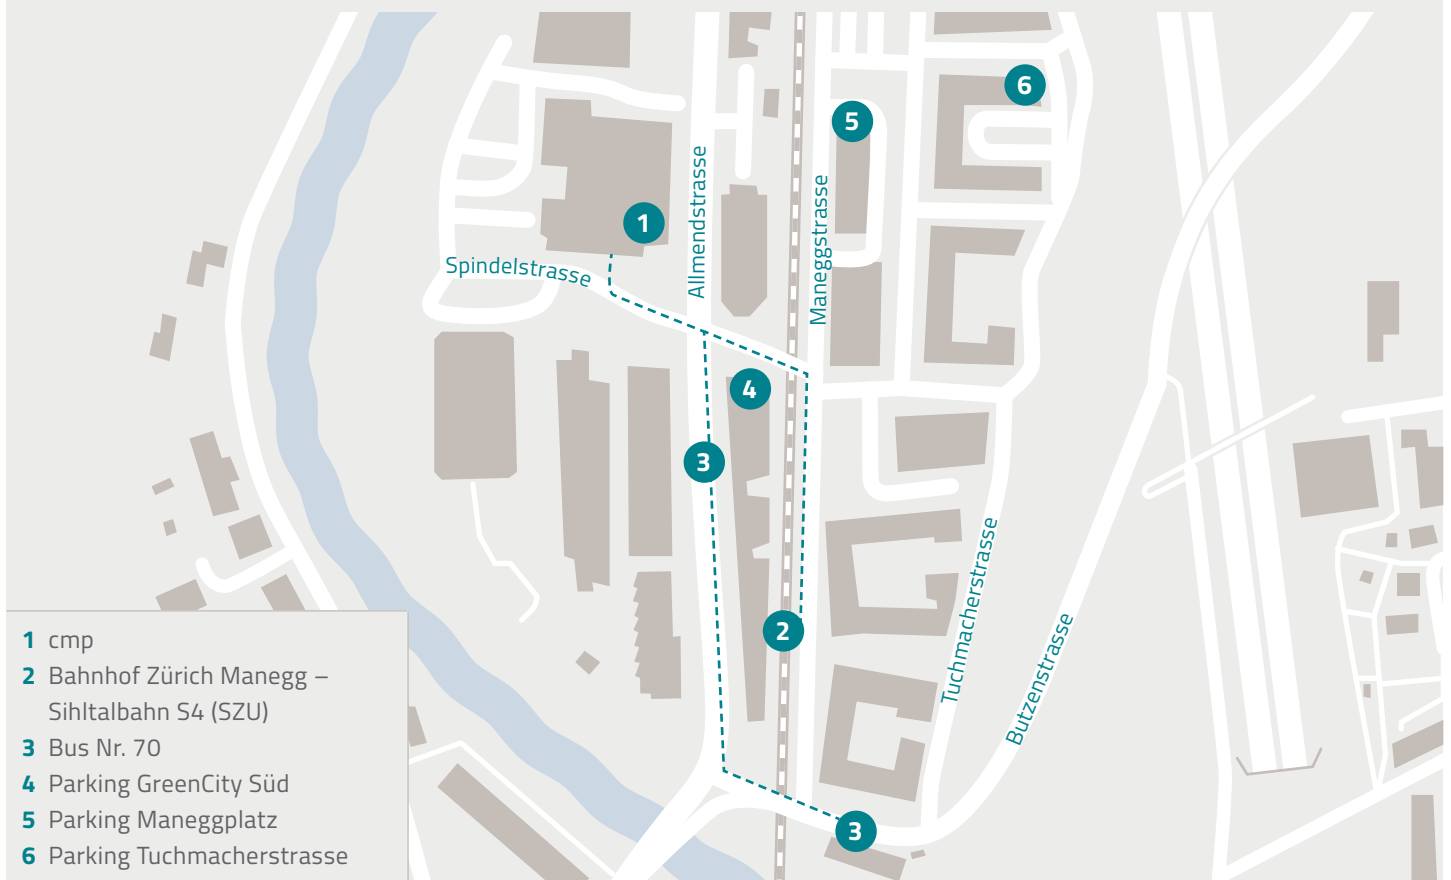 6
5
Allmendstrasse
Maneggstrasse
1
Spindelstrasse
4
3
Tuchmacherstrasse
2
Butzenstrasse
3
1 cmp
2 Bahnhof Zürich Manegg –
Sihltalbahn S4 (SZU)
3 Bus Nr. 70
4 Parking GreenCity Süd
5 Parking Maneggplatz
6 Parking Tuchmacherstrasse